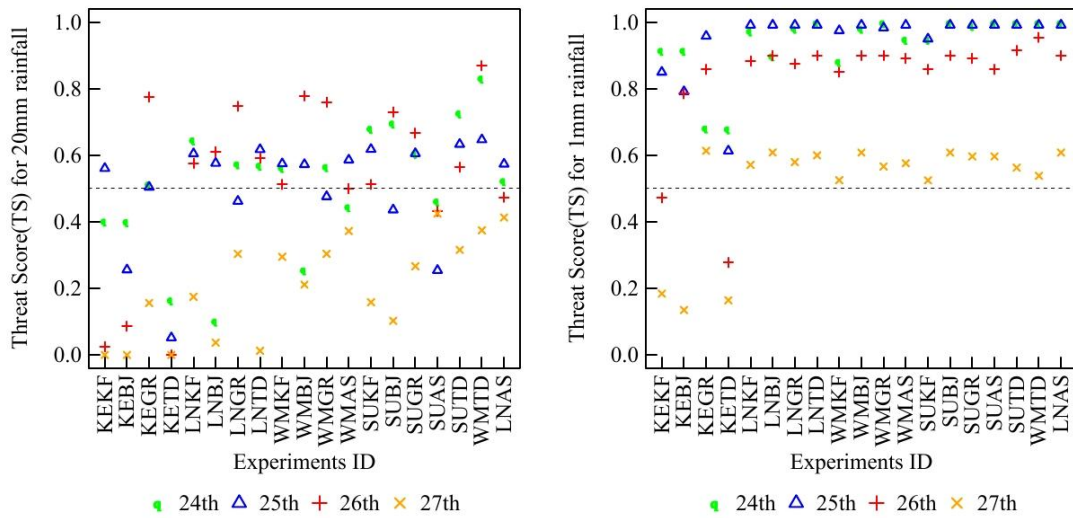 Threat Score(TS) for 20mm rainfall
1.0
0.8
0.6
0.4
0.2
0.0
KEKF
KEBJ
KEGR
KETD
LNKF
LNBJ
LNGR
LNTD
WMKF
WMBJ
WMGR
WMAS
SUKF
SUBJ
SUGR
SUAS
SUTD
WMTD
LNAS
Experiments ID
24th 25th 26th 27th
Threat Score(TS) for 1mm rainfall
1.0
0.8
0.6
0.4
0.2
0.0
KEKF
KEBJ
KEGR
KETD
LNKF
LNBJ
LNGR
LNTD
WMKF
WMBJ
WMGR
WMAS
SUKF
SUBJ
SUGR
SUAS
SUTD
WMTD
LNAS
Experiments ID
24th 25th 26th 27th